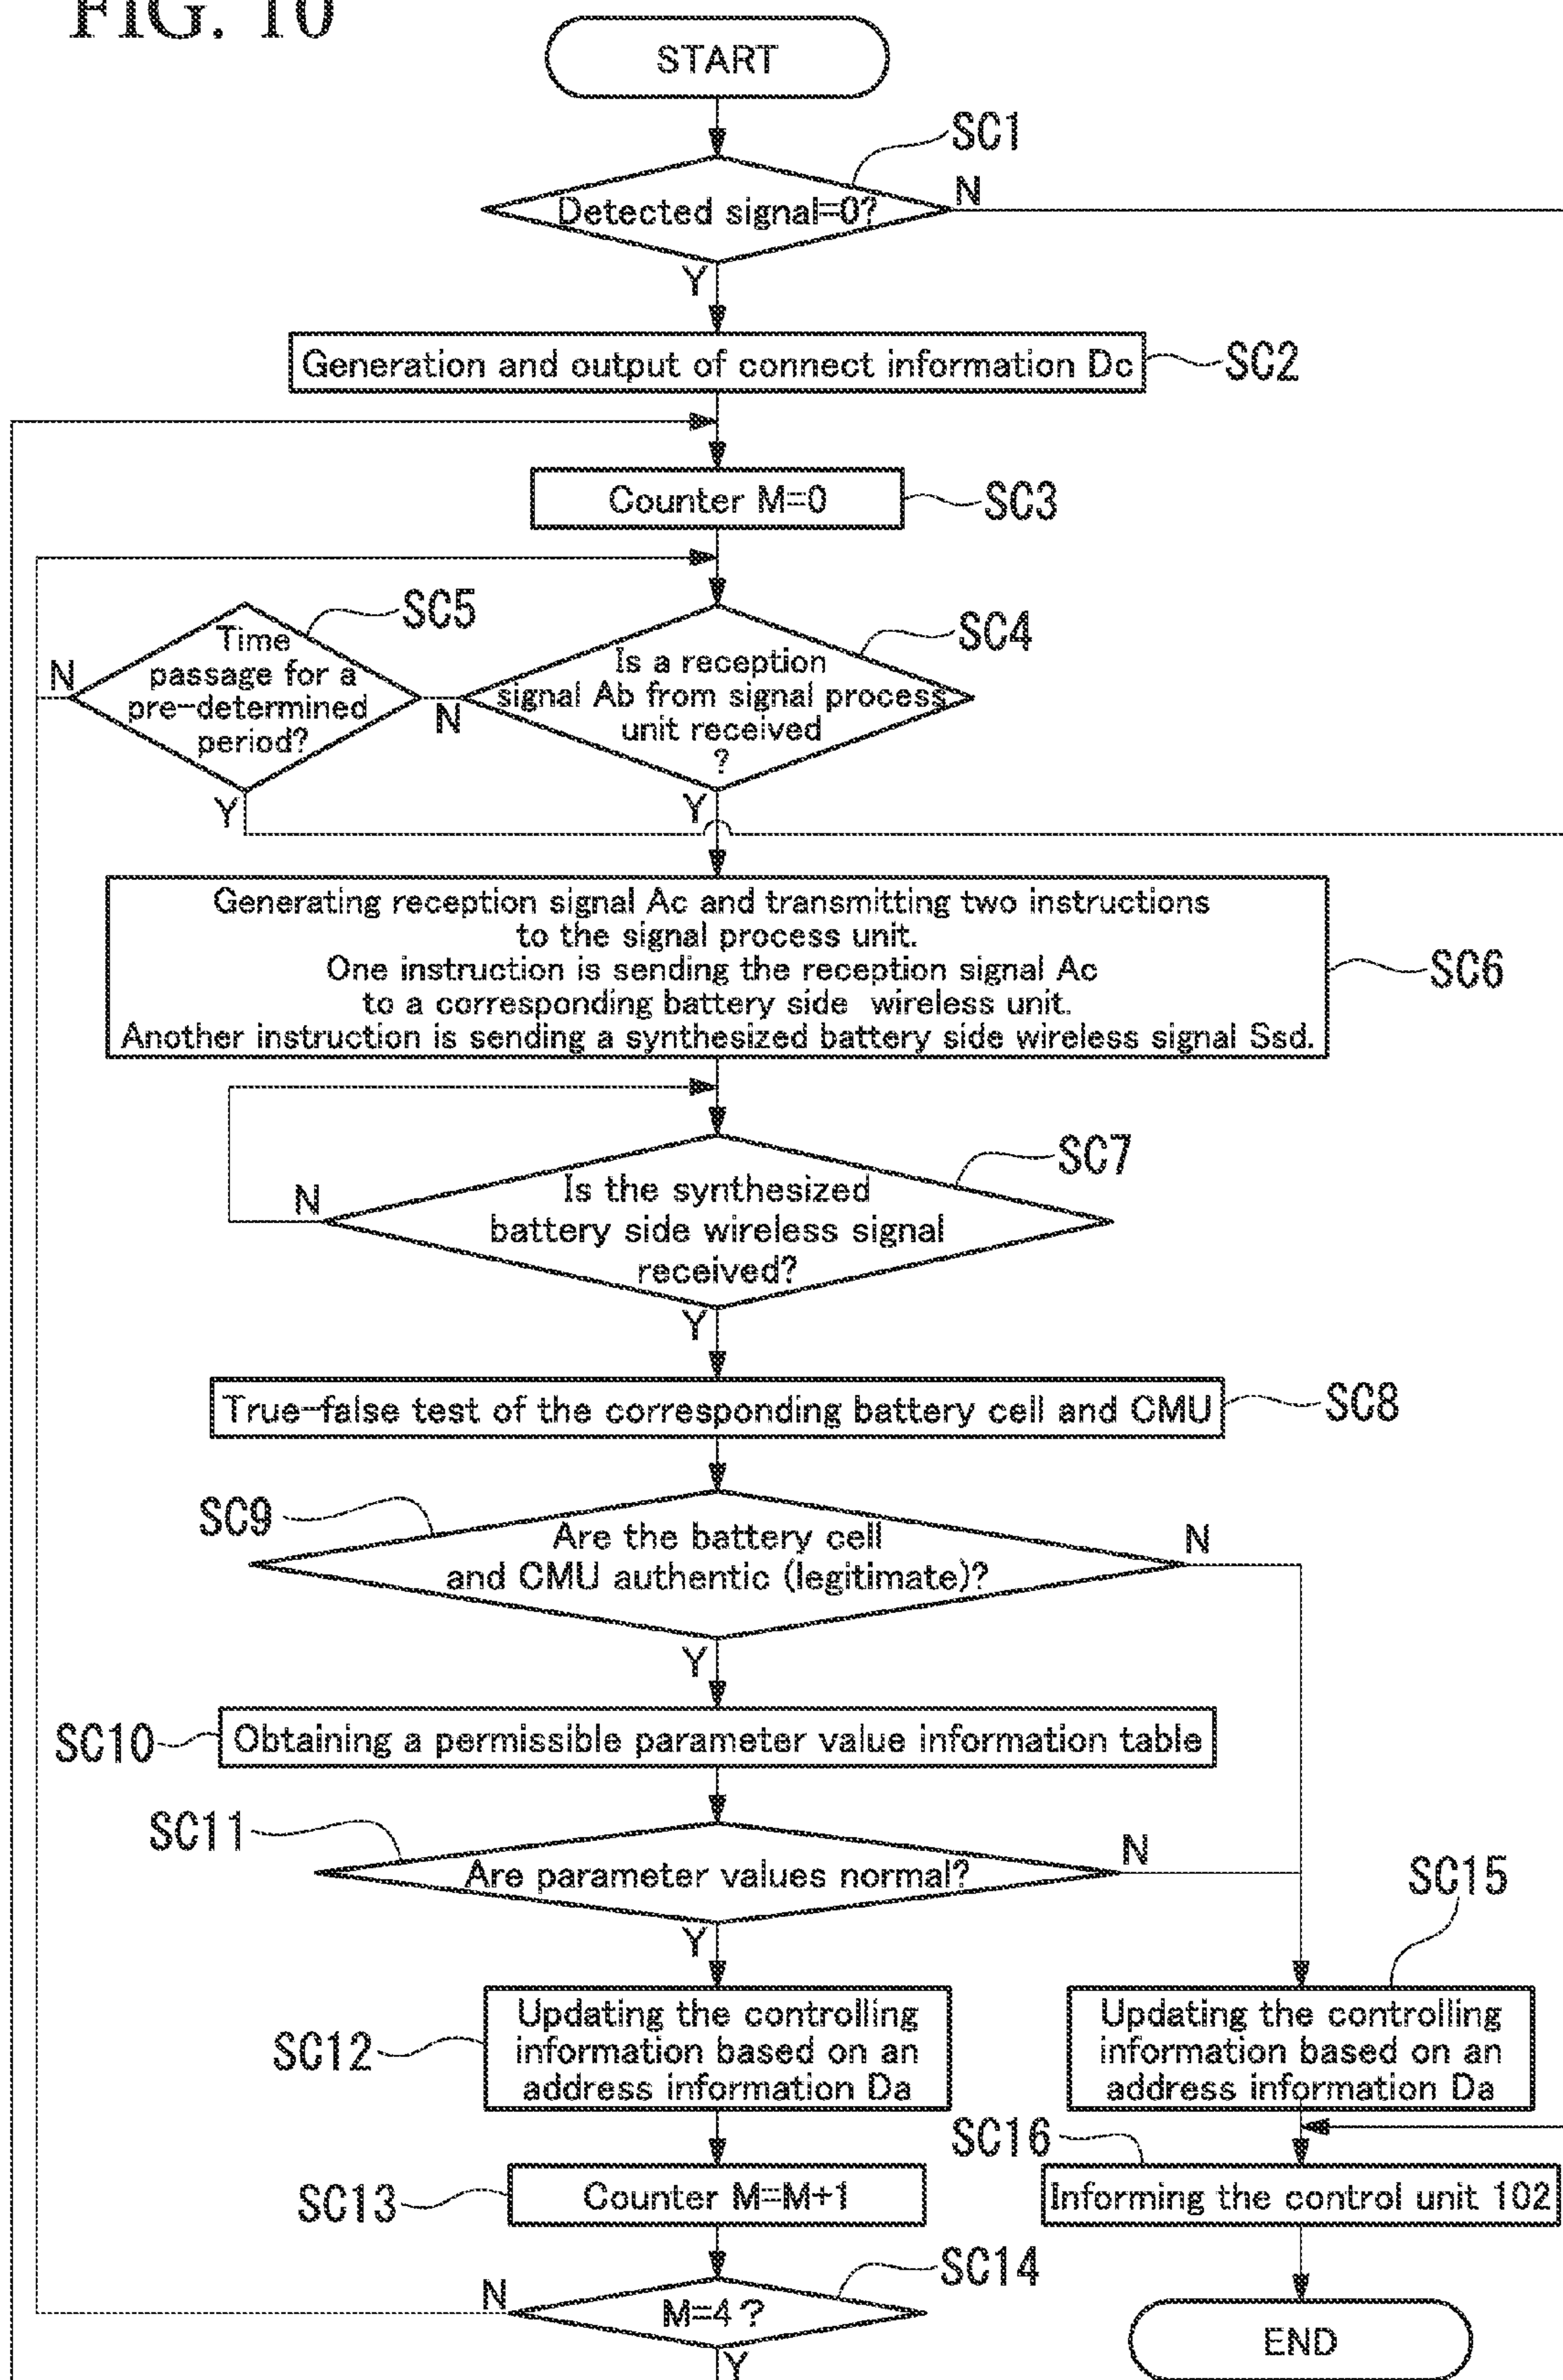 FIG. 10
START
SC1
Detected signal=0?
N
Y
Generation and output of connect information Dc
SC2
Counter M=0
SC3
SC5
Time
passage for a
pre-determined
period?
N
Y
SC4
Is a reception
signal Ab from signal process
unit received
?
N
Y
Generating reception signal Ac and transmitting two instructions
to the signal process unit.
One instruction is sending the reception signal Ac
to a corresponding battery side wireless unit.
Another instruction is sending a synthesized battery side wireless signal Ssd.
SC6
SC7
Is the synthesized
battery side wireless signal
received?
N
Y
True-false test of the corresponding battery cell and CMU
SC8
SC9
Are the battery cell
and CMU authentic (legitimate)?
N
Y
SC10
Obtaining a permissible parameter value information table
SC11
Are parameter values normal?
N
Y
SC12
Updating the controlling
information based on an
address information Da
SC15
Updating the controlling
information based on an
address information Da
SC13
Counter M=M+1
SC16
Informing the control unit 102
SC14
M=4?
N
Y
END